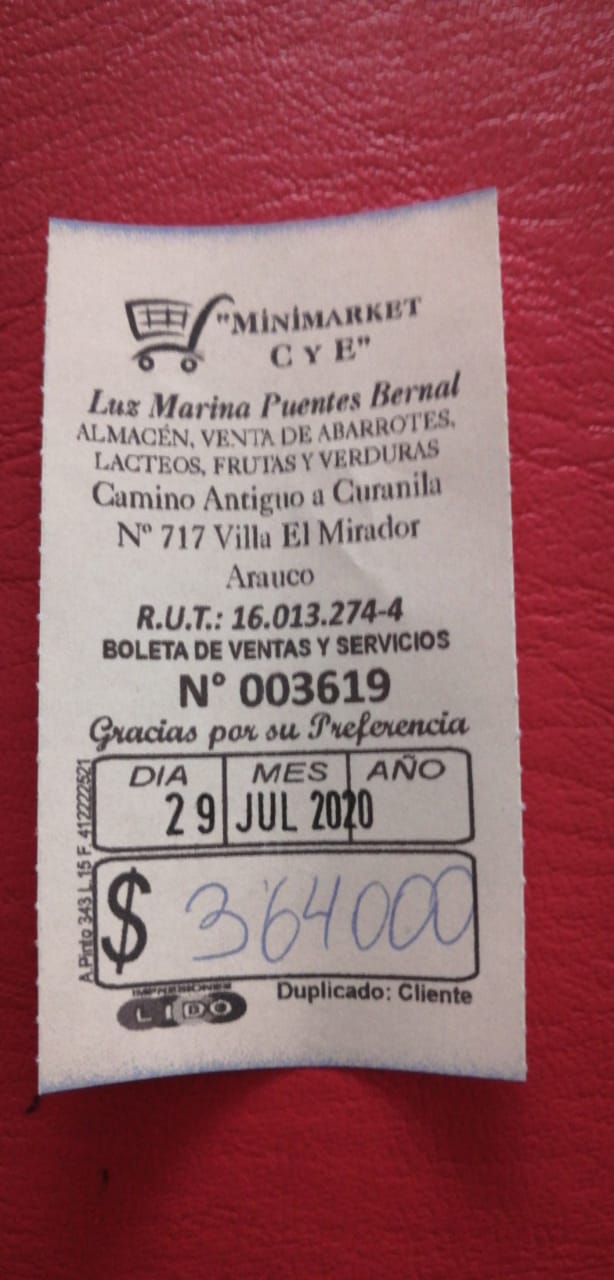 "MiNiMARKET
C Y E"
Luz Marina Puentes Bernal
ALMACÉN, VENTA DE ABARROTES,
LACTEOS, FRUTAS Y VERDURAS
Camino Antiguo a Curanila
Nº 717 Villa El Mirador
Arauco
R.U.T.: 16.013.274-4
BOLETA DE VENTAS Y SERVICIOS
N° 003619
Gracias por su Preferencia
DIA MES AÑO
29 JUL 2020
$ 364000
A.Pinto 343 L.15 F. 412222521
IMPRESIONES
LIDO
Duplicado: Cliente